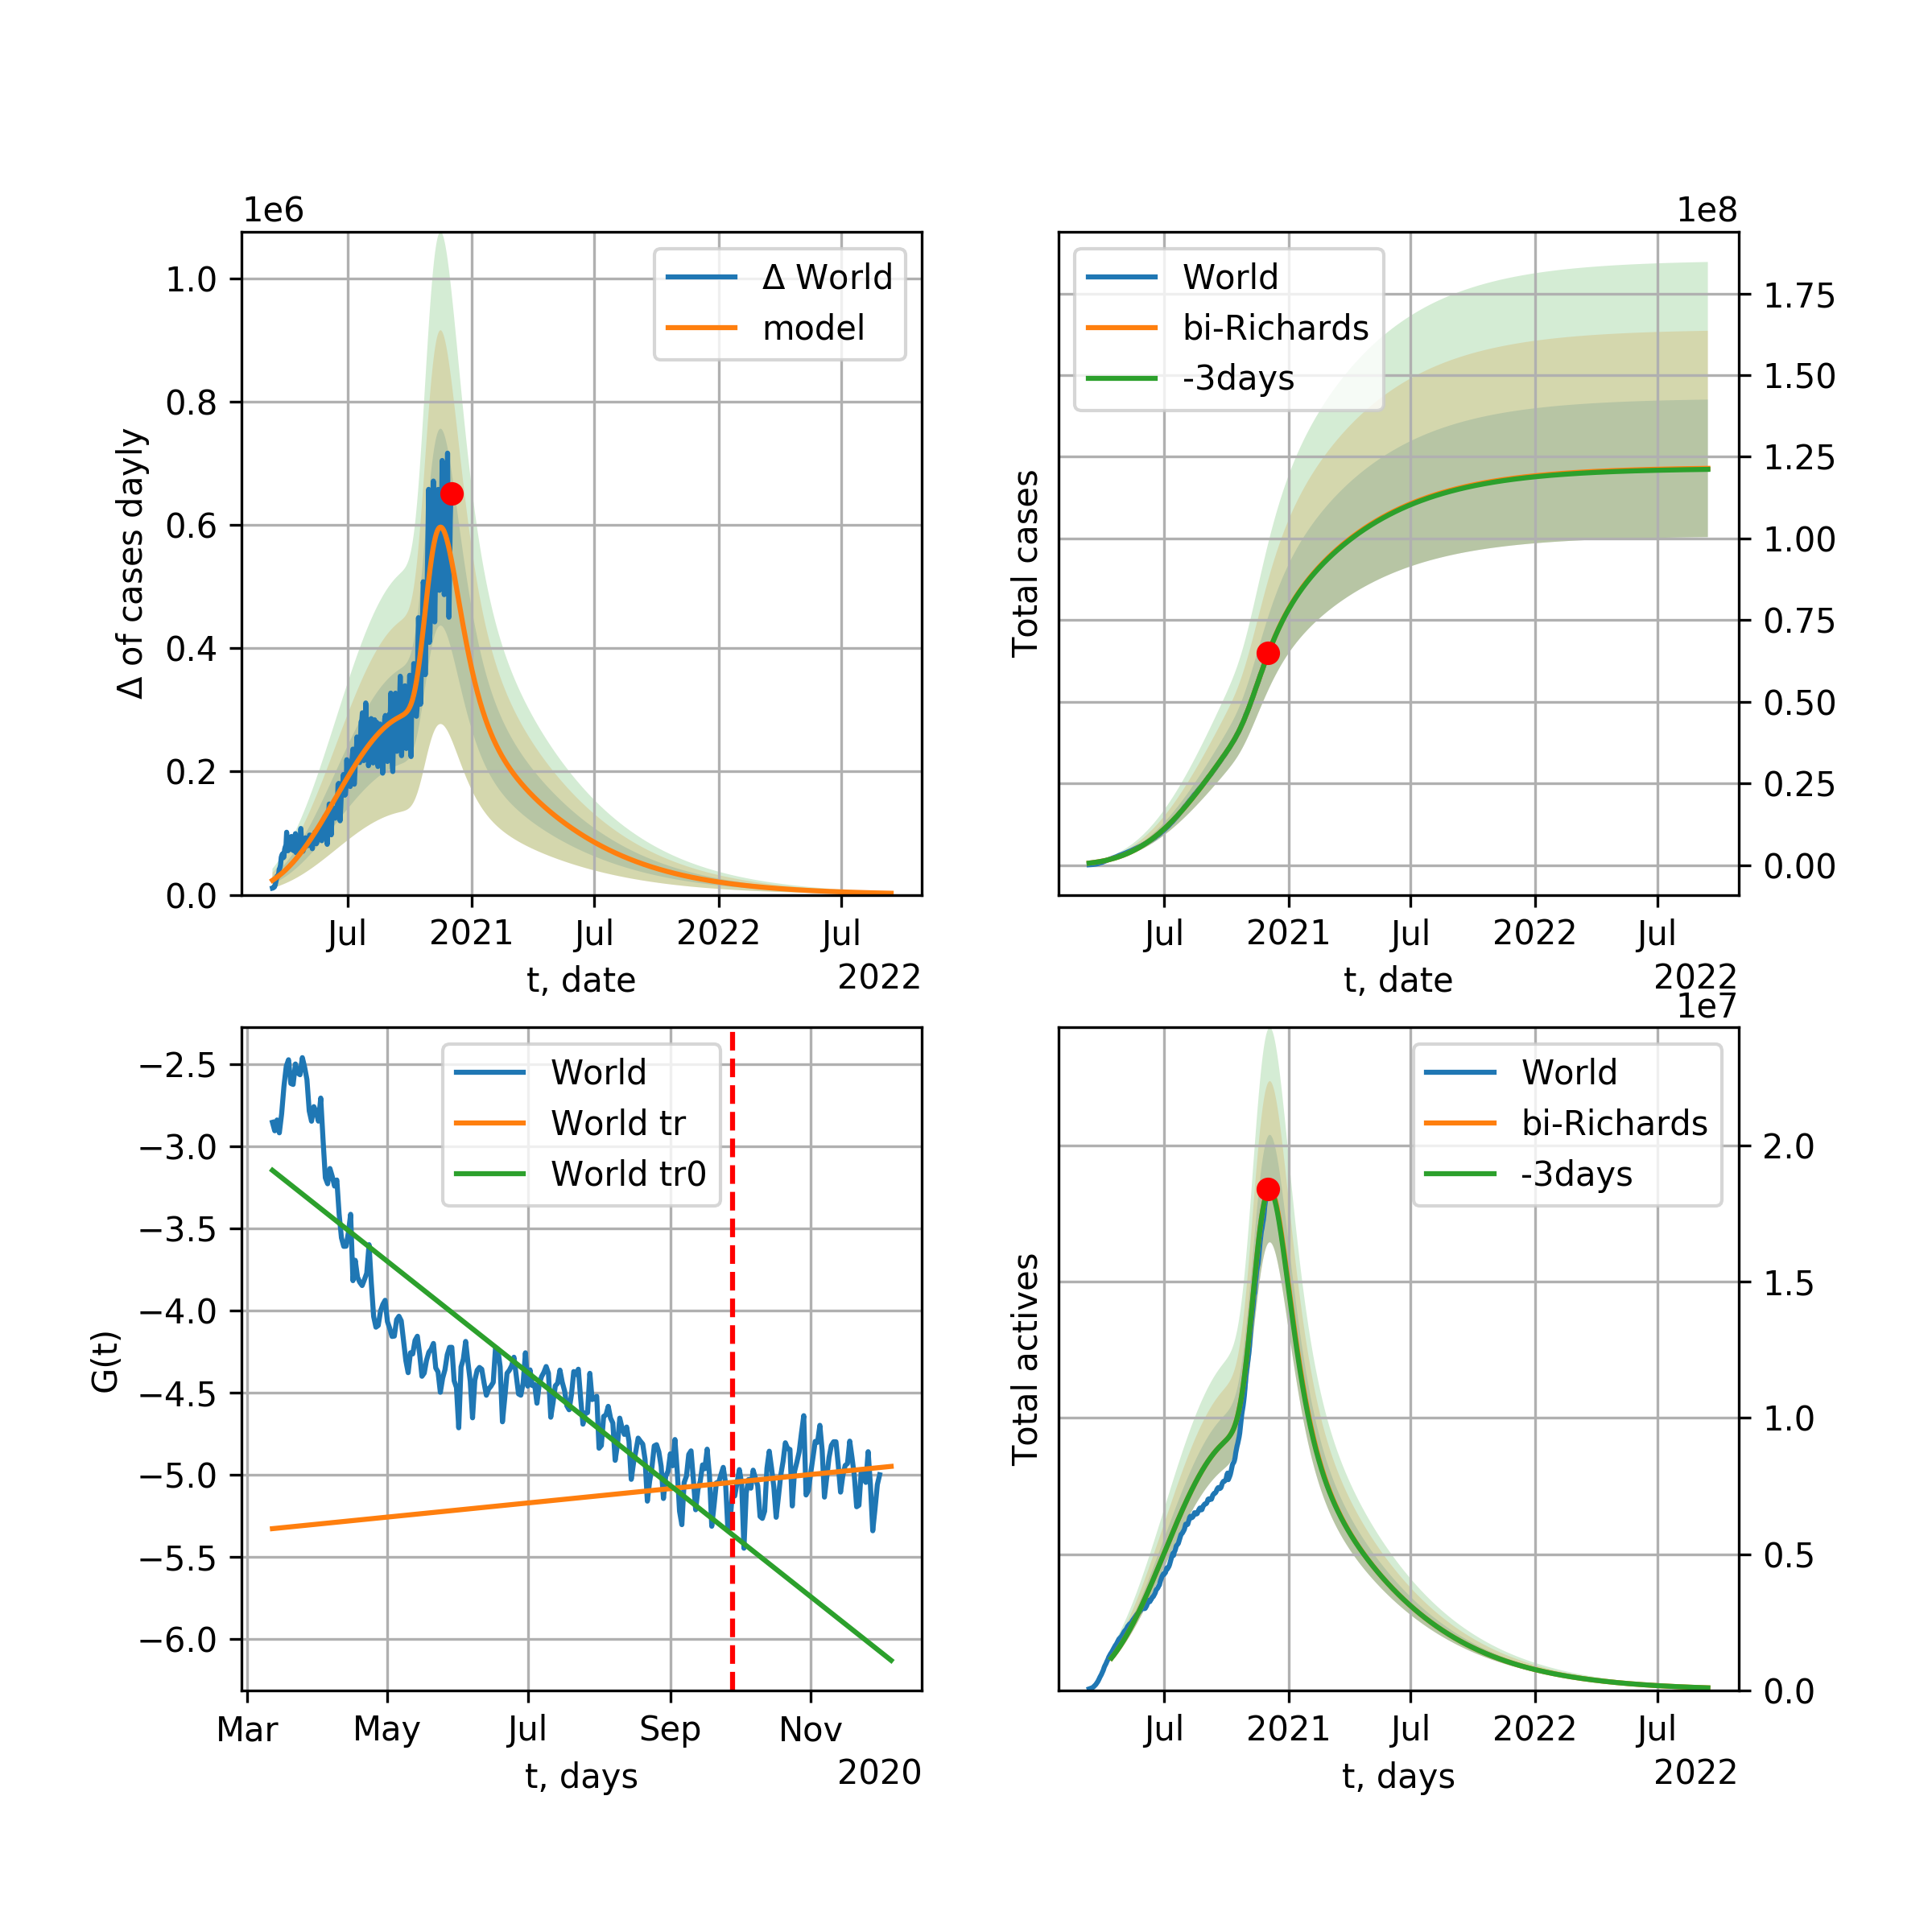 1e6
Δ of cases dayly
1.0
0.8
0.6
0.4
0.2
0.0
Δ World
model
Jul
2021
Jul
2022
Jul
t, date
2022
1e8
Total cases
World
bi-Richards
-3days
1.75
1.50
1.25
1.00
0.75
0.50
0.25
0.00
Jul
2021
Jul
2022
Jul
t, date
2022
G(t)
−2.5
−3.0
−3.5
−4.0
−4.5
−5.0
−5.5
−6.0
World
World tr
World tr0
Mar
May
Jul
Sep
Nov
t, days
2020
1e7
Total actives
World
bi-Richards
-3days
2.0
1.5
1.0
0.5
0.0
Jul
2021
Jul
2022
Jul
t, days
2022